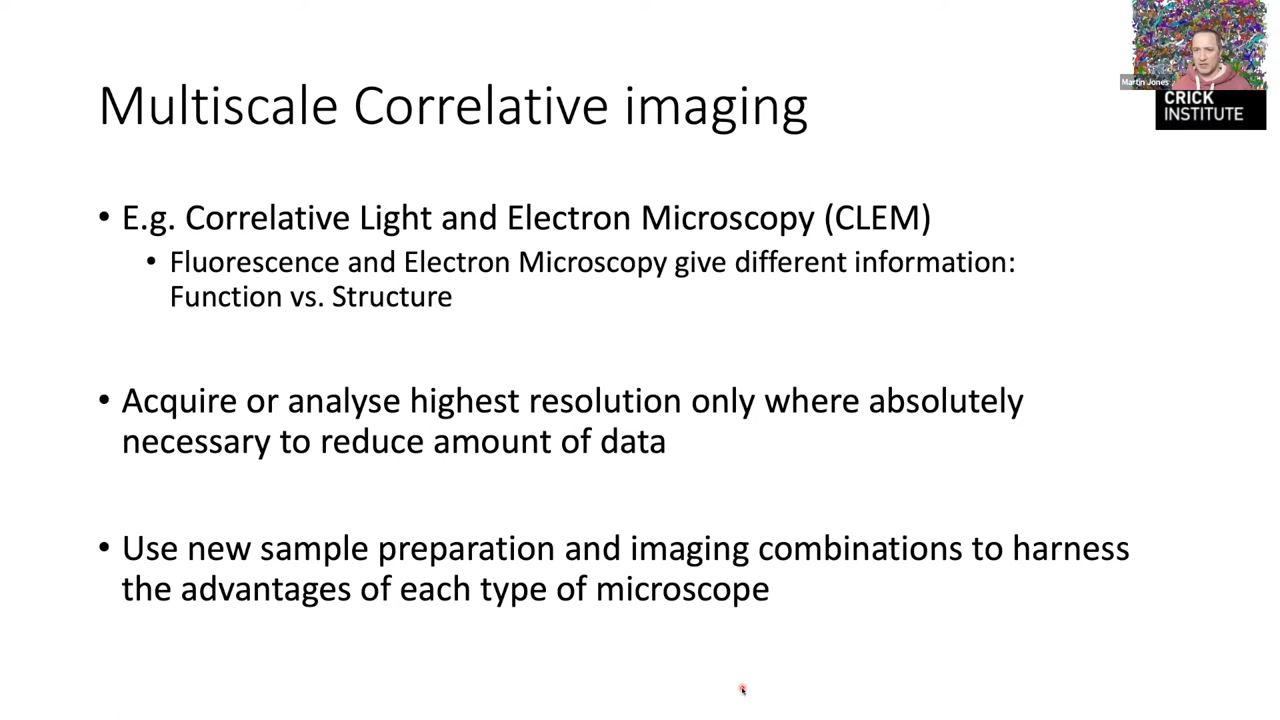 Martin Jones
CRICK
INSTITUTE
Multiscale Correlative imaging
• E.g. Correlative Light and Electron Microscopy (CLEM)
• Fluorescence and Electron Microscopy give different information:
Function vs. Structure
• Acquire or analyse highest resolution only where absolutely
necessary to reduce amount of data
• Use new sample preparation and imaging combinations to harness
the advantages of each type of microscope